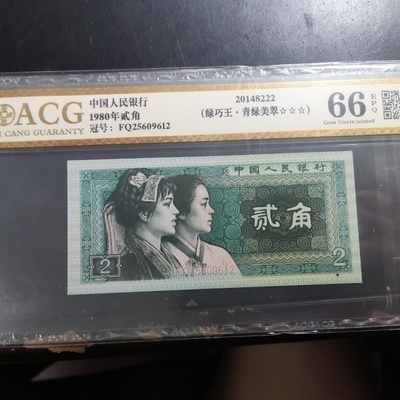 ACG
CANG GUARANTY
中国人民银行
1980年贰角
冠号: FQ25609612
20148222
(绿巧王·青绿美翠☆☆☆)
66 EPQ
Gem Uncirculated
中国人民银行
贰角
2
2